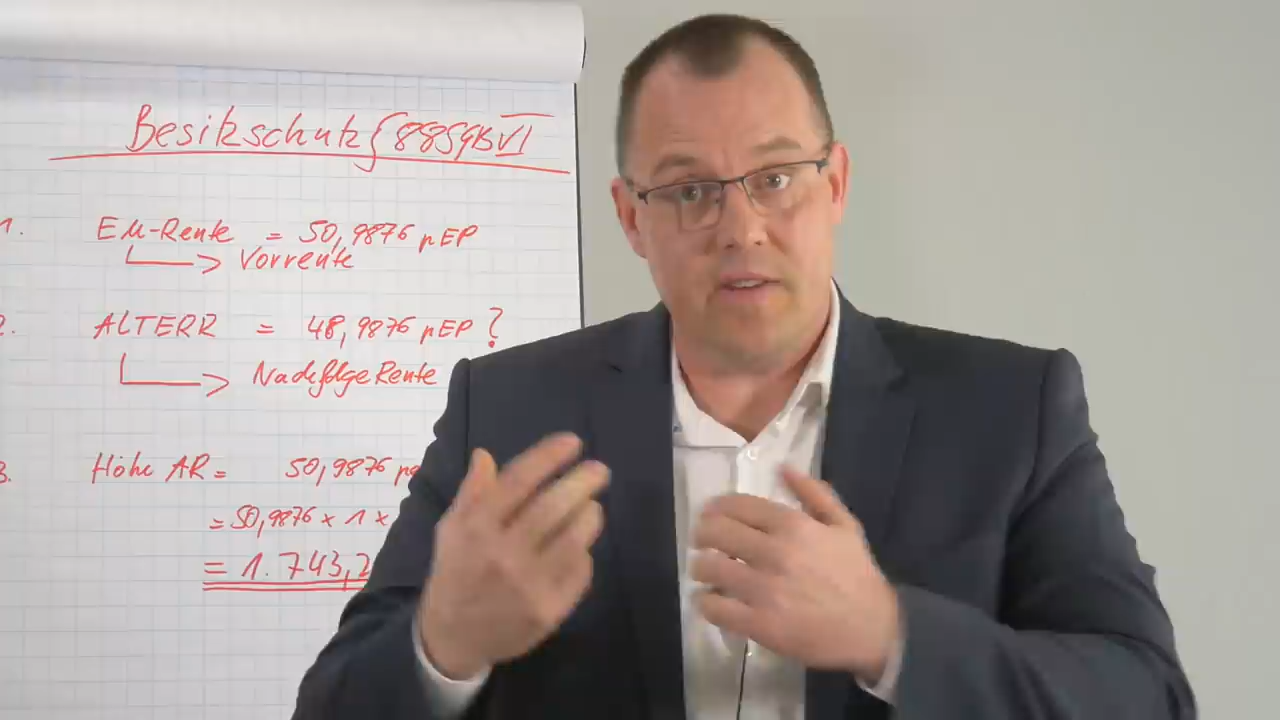 Besitzschutz § 88 SGB VI
1. EM-Rente = 50,9876 pEP
Vorrente
2. ALTERR = 48,9876 pEP ?
Nachfolge Rente
3. Höhe AR = 50,9876
= 50,9876 x 1 x
= 1.743,2